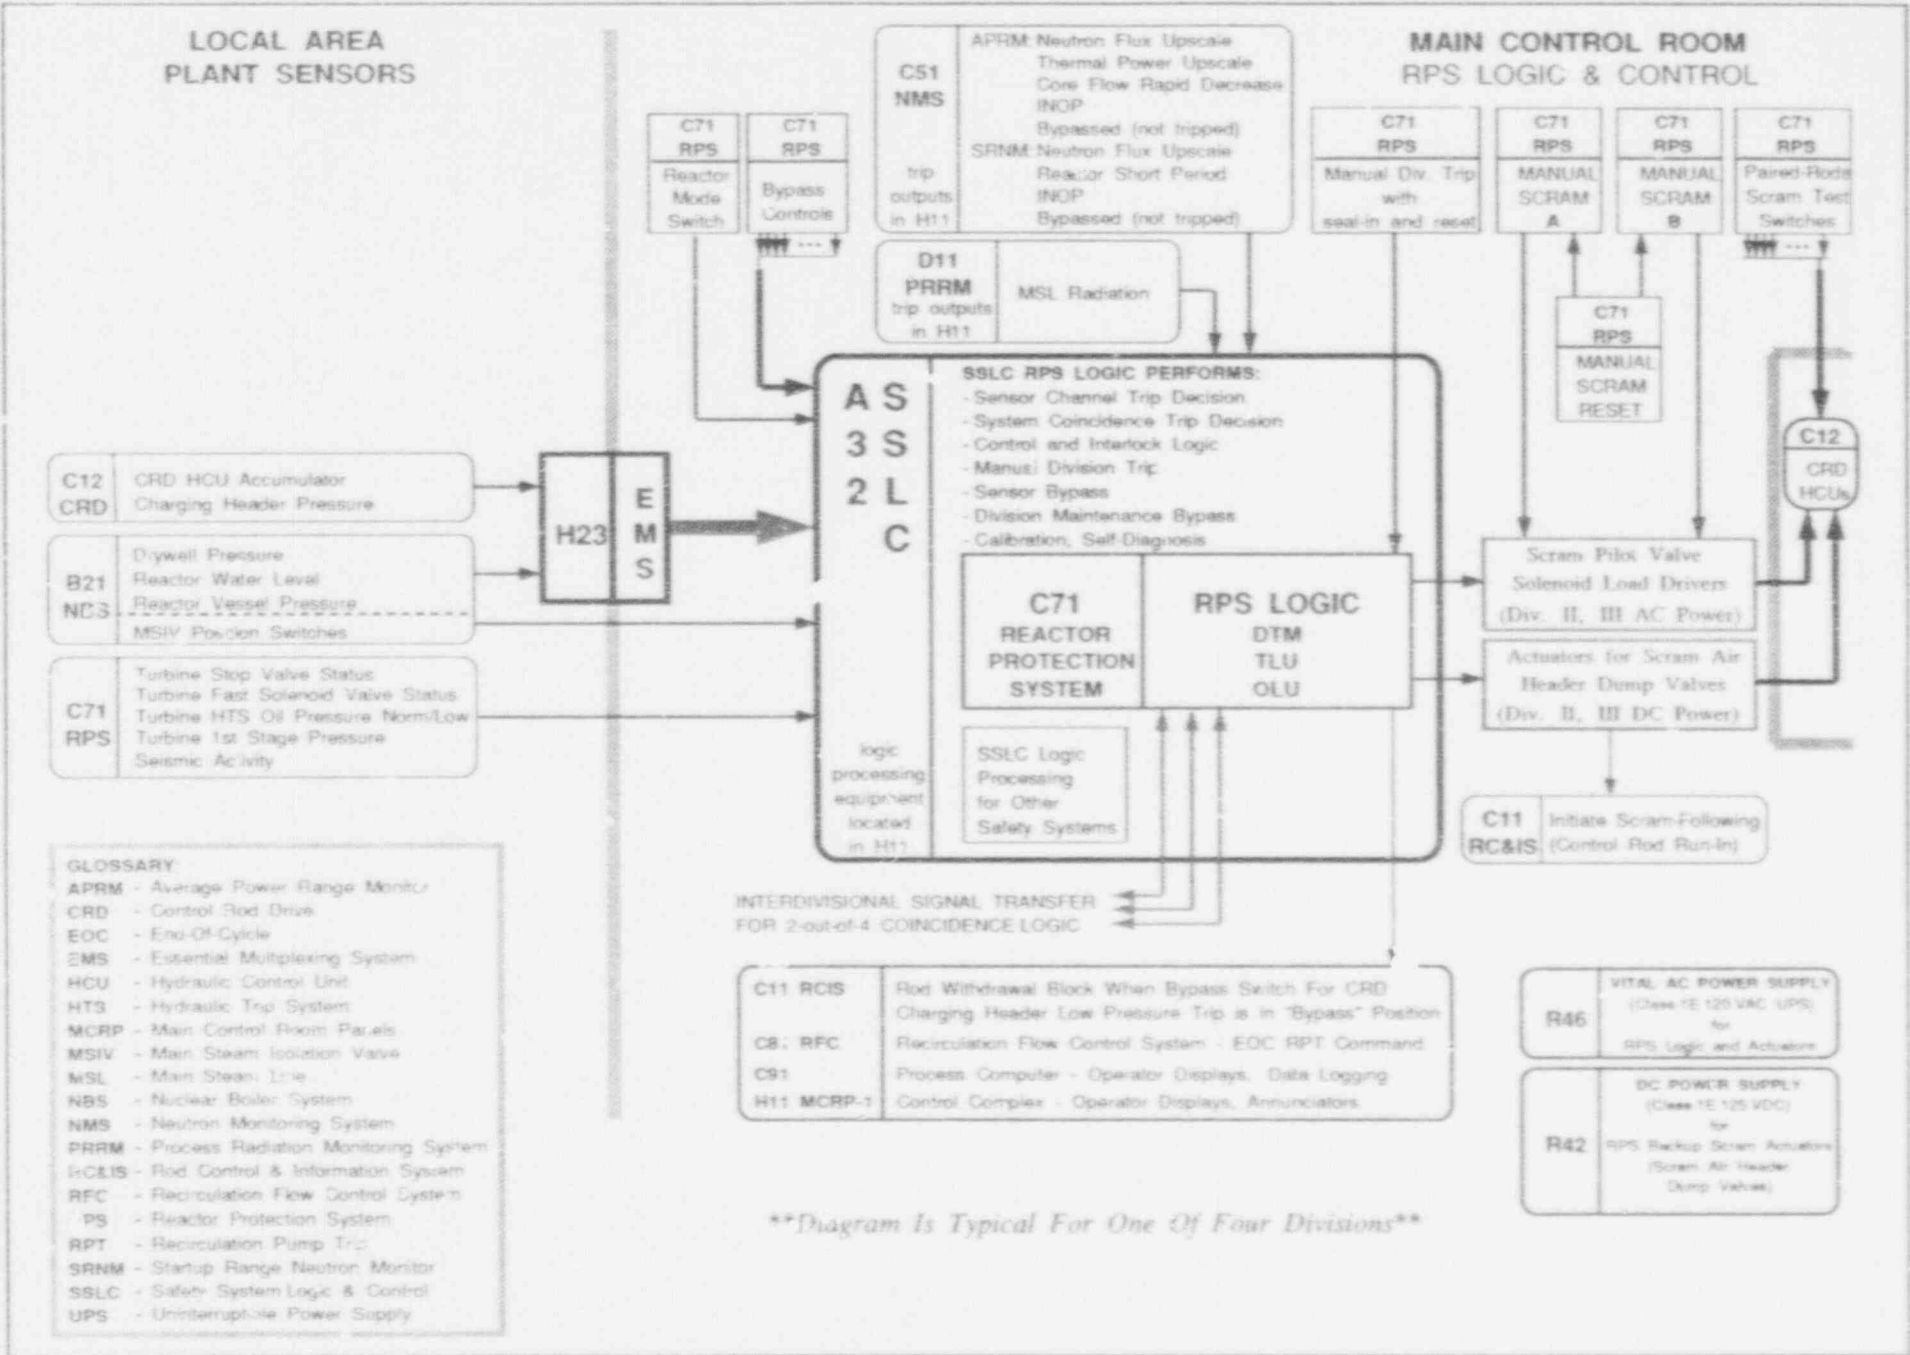 LOCAL AREA
PLANT SENSORS
MAIN CONTROL ROOM
RPS LOGIC & CONTROL
C51
NMS
trip
outputs
in H11
APRM: Neutron Flux Upscale
Thermal Power Upscale
Core Flow Rapid Decrease
INOP
Bypassed (not tripped)
SRNM: Neutron Flux Upscale
Reactor Short Period
INOP
Bypassed (not tripped)
C71
RPS
Reactor
Mode
Switch
C71
RPS
Bypass
Controls
D11
PRRM
trip outputs
in H11
MSL Radiation
C71
RPS
Manual Div. Trip
with
seal-in and reset
C71
RPS
MANUAL
SCRAM
A
C71
RPS
MANUAL
SCRAM
B
C71
RPS
Paired-Rods
Scram Test
Switches
C71
RPS
MANUAL
SCRAM
RESET
C12
CRD
HCUs
C12
CRD
CRD HCU Accumulator
Charging Header Pressure
B21
NBS
Drywell Pressure
Reactor Water Level
Reactor Vessel Pressure
MSIV Position Switches
C71
RPS
Turbine Stop Valve Status
Turbine Fast Solenoid Valve Status
Turbine HTS Oil Pressure Norm/Low
Turbine 1st Stage Pressure
Seismic Activity
H23
E
M
S
A S
3 S
2 L
C
logic
processing
equipment
located
in H11
SSLC RPS LOGIC PERFORMS:
- Sensor Channel Trip Decision
- System Coincidence Trip Decision
- Control and Interlock Logic
- Manual Division Trip
- Sensor Bypass
- Division Maintenance Bypass
- Calibration, Self-Diagnosis
C71
REACTOR
PROTECTION
SYSTEM
RPS LOGIC
DTM
TLU
OLU
SSLC Logic
Processing
for Other
Safety Systems
Scram Pilot Valve
Solenoid Load Drivers
(Div. II, III AC Power)
Actuators for Scram Air
Header Dump Valves
(Div. II, III DC Power)
C11
RC&IS
Initiate Scram-Following
(Control Rod Run-In)
INTERDIVISIONAL SIGNAL TRANSFER
FOR 2-out-of-4 COINCIDENCE LOGIC
C11 RCIS Rod Withdrawal Block When Bypass Switch For CRD
Charging Header Low Pressure Trip is in "Bypass" Position
C81 RFC Recirculation Flow Control System - EOC RPT Command
C91 Process Computer - Operator Displays, Data Logging
H11 MCRP-1 Control Complex - Operator Displays, Annunciators
R46
VITAL AC POWER SUPPLY
(Class 1E 120 VAC UPS)
for
RPS Logic and Actuators
R42
DC POWER SUPPLY
(Class 1E 125 VDC)
for
RPS Backup Scram Actuators
(Scram Air Header
Dump Valves)
GLOSSARY
APRM - Average Power Range Monitor
CRD - Control Rod Drive
EOC - End-Of-Cylcle
EMS - Essential Multiplexing System
HCU - Hydraulic Control Unit
HTS - Hydraulic Trip System
MCRP - Main Control Room Panels
MSIV - Main Steam Isolation Valve
MSL - Main Steam Line
NBS - Nuclear Boiler System
NMS - Neutron Monitoring System
PRRM - Process Radiation Monitoring System
RC&IS - Rod Control & Information System
RFC - Recirculation Flow Control System
PS - Reactor Protection System
RPT - Recirculation Pump Trip
SRNM - Startup Range Neutron Monitor
SSLC - Safety System Logic & Control
UPS - Uninterruptible Power Supply
**Diagram Is Typical For One Of Four Divisions**